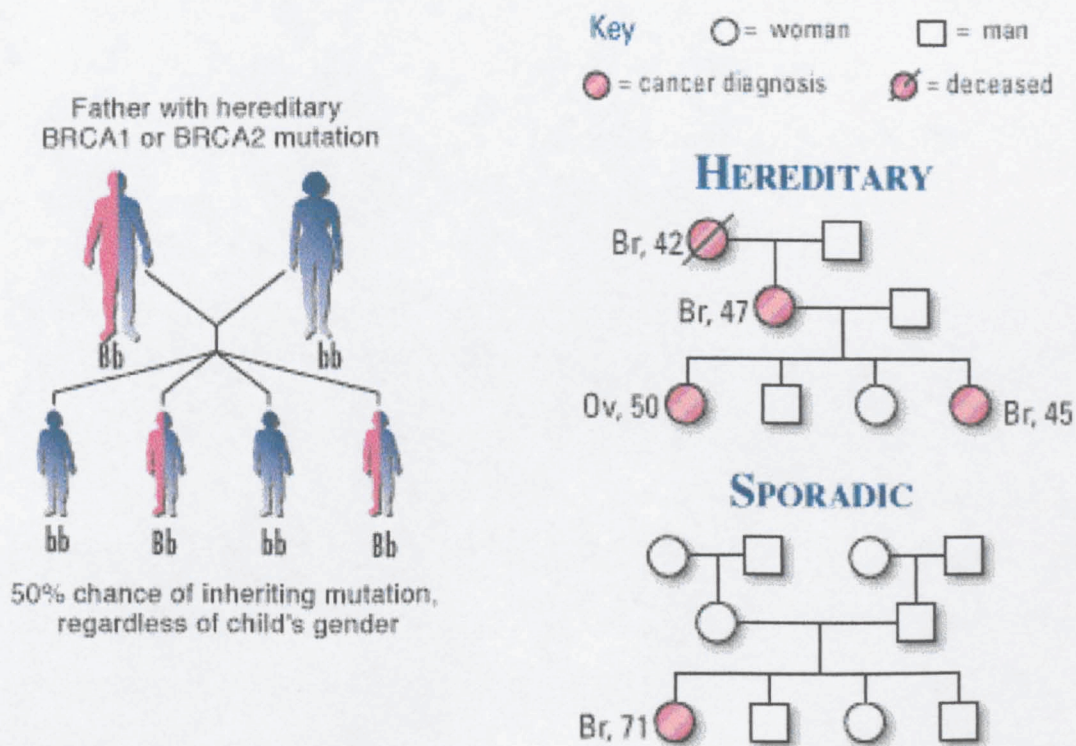 Father with hereditary
BRCA1 or BRCA2 mutation
Bb
bb
bb
Bb
bb
Bb
50% chance of inheriting mutation,
regardless of child's gender
Key
= woman
= man
= cancer diagnosis
= deceased
HEREDITARY
Br, 42
Br, 47
Ov, 50
Br, 45
SPORADIC
Br, 71